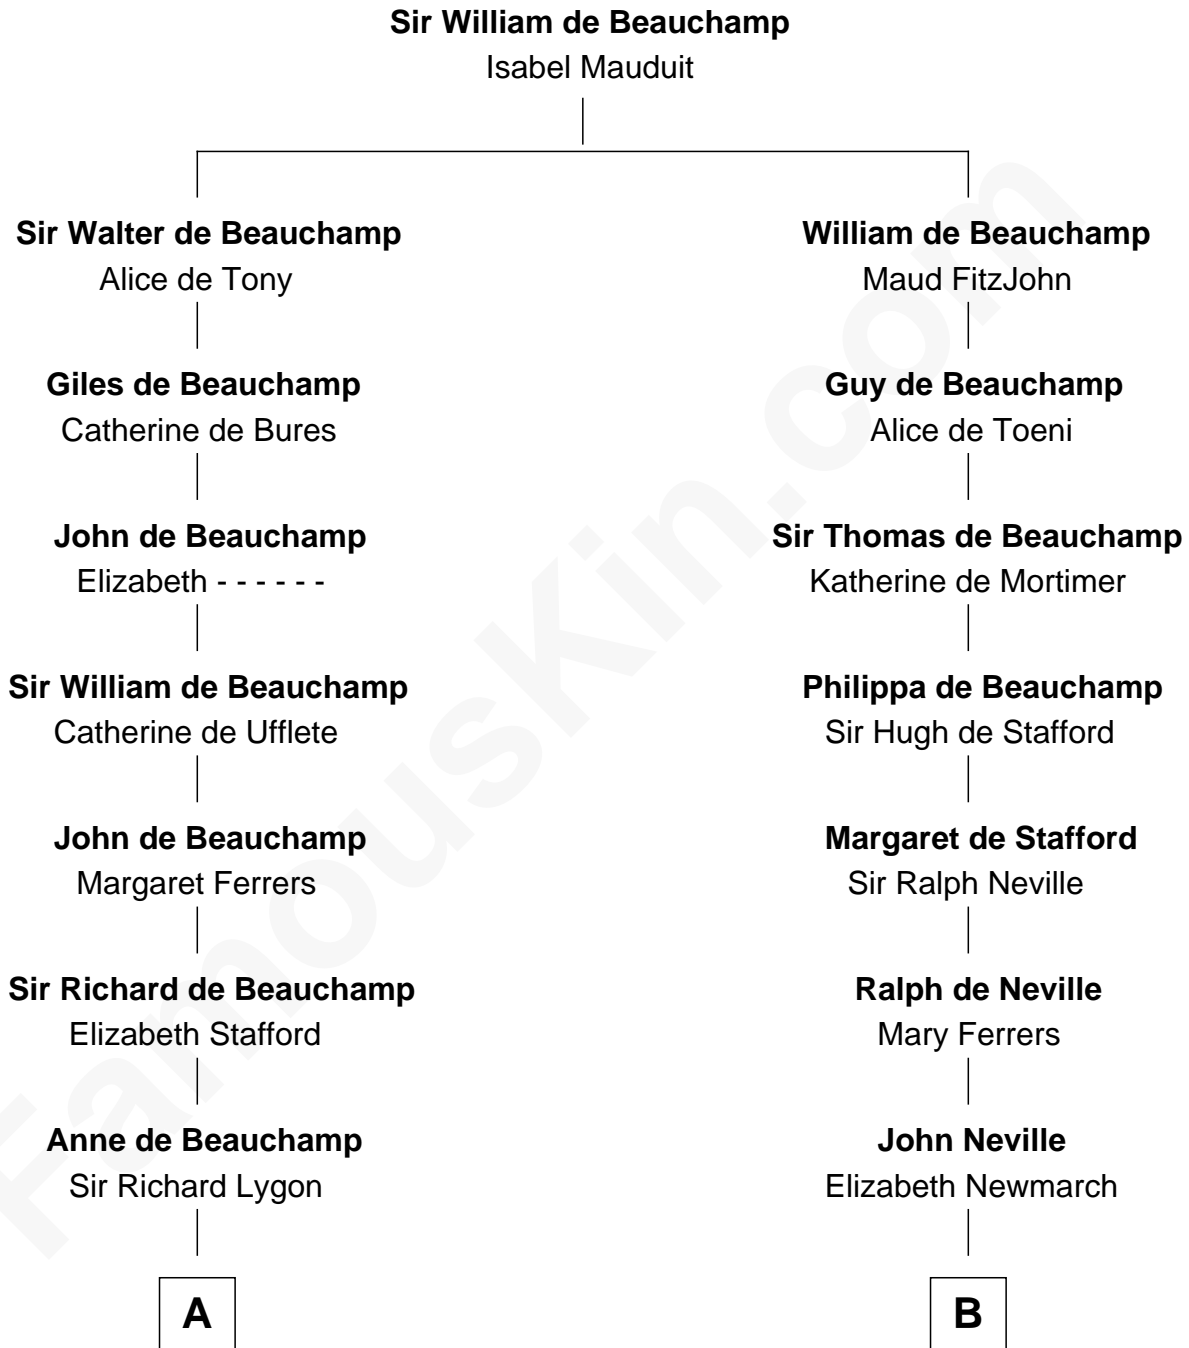 Sir William de Beauchamp
Isabel Mauduit
Sir Walter de Beauchamp
Alice de Tony
Giles de Beauchamp
Catherine de Bures
John de Beauchamp
Elizabeth - - - - - -
Sir William de Beauchamp
Catherine de Ufflete
John de Beauchamp
Margaret Ferrers
Sir Richard de Beauchamp
Elizabeth Stafford
Anne de Beauchamp
Sir Richard Lygon
A
William de Beauchamp
Maud FitzJohn
Guy de Beauchamp
Alice de Toeni
Sir Thomas de Beauchamp
Katherine de Mortimer
Philippa de Beauchamp
Sir Hugh de Stafford
Margaret de Stafford
Sir Ralph Neville
Ralph de Neville
Mary Ferrers
John Neville
Elizabeth Newmarch
B
FamousKin.com